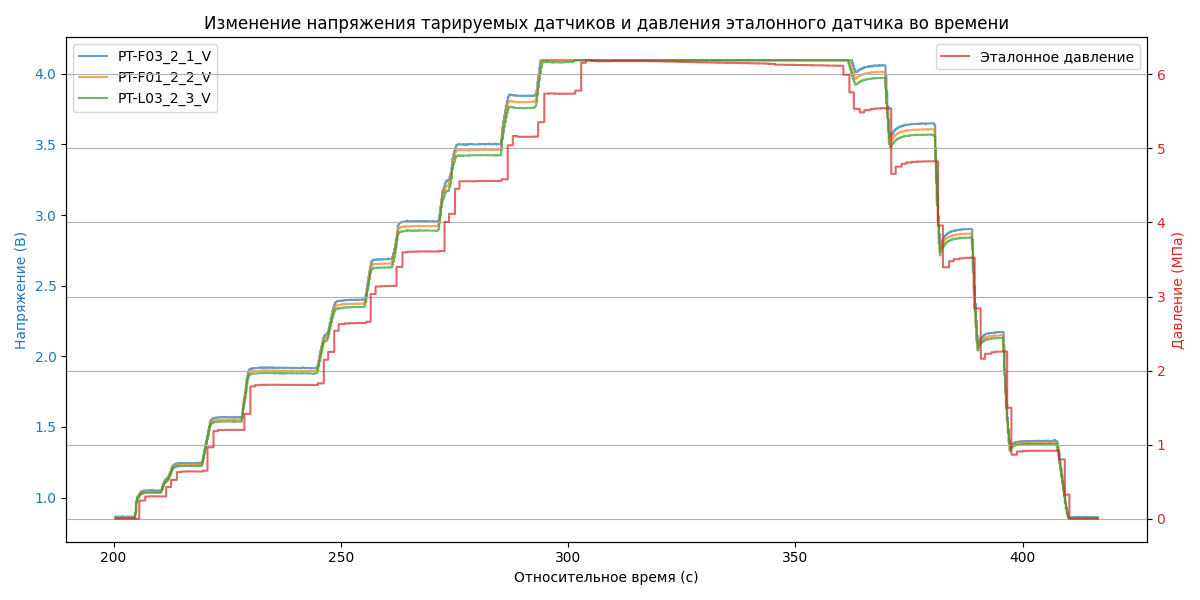 Изменение напряжения тарируемых датчиков и давления эталонного датчика во времени
PT-F03_2_1_V
PT-F01_2_2_V
PT-L03_2_3_V
Эталонное давление
Напряжение (В)
4.0
3.5
3.0
2.5
2.0
1.5
1.0
6
5
4
3
2
1
0
Давление (МПа)
200
250
300
350
400
Относительное время (с)